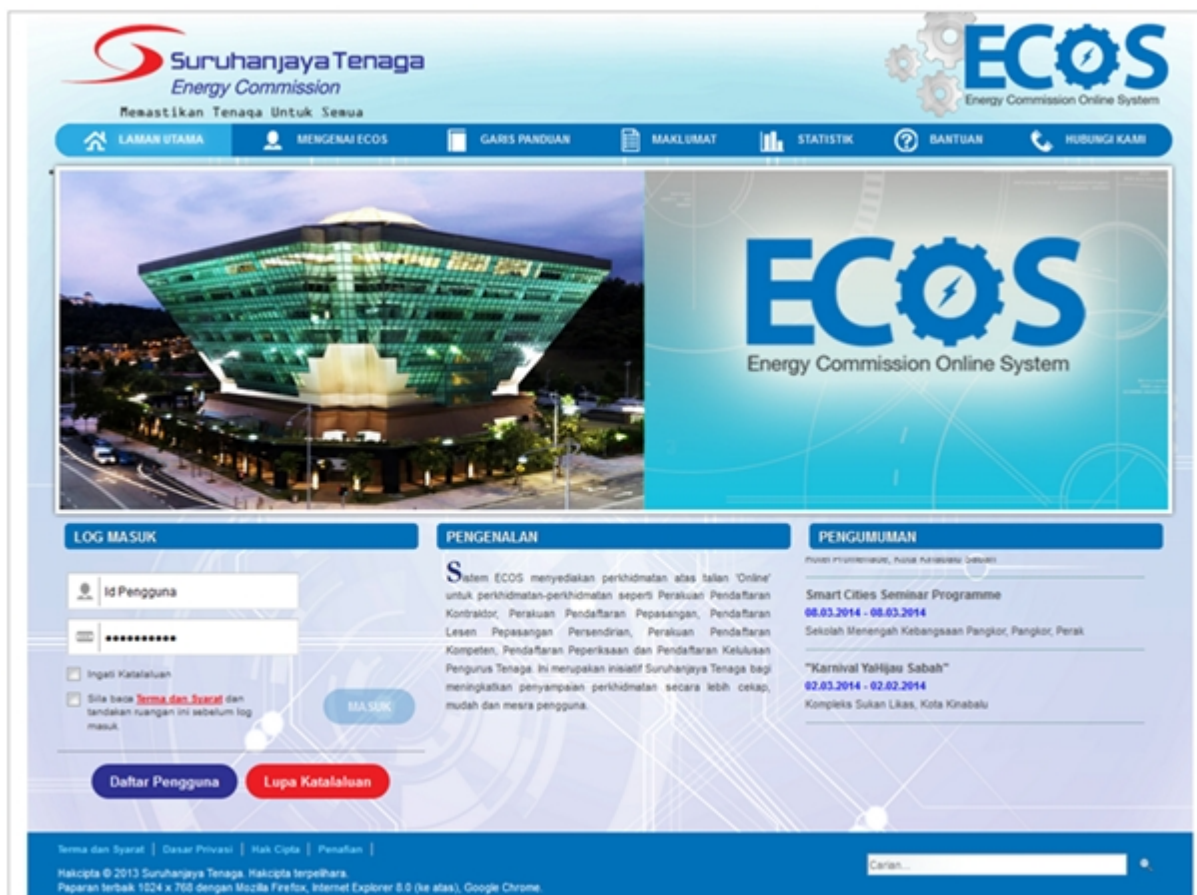 Suruhanjaya Tenaga
Energy Commission
Memastikan Tenaga Untuk Semua
ECOS
Energy Commission Online System
LAMAN UTAMA
MENGENAI ECOS
GARIS PANDUAN
MAKLUMAT
STATISTIK
BANTUAN
HUBUNGI KAMI
ECOS
Energy Commission Online System
LOG MASUK
Id Pengguna
••••••••••
Ingati Katalaluan
Sila baca Terma dan Syarat dan
tandakan ruangan ini sebelum log
masuk.
MASUK
Daftar Pengguna
Lupa Katalaluan
PENGENALAN
Sistem ECOS menyediakan perkhidmatan atas talian 'Online'
untuk perkhidmatan-perkhidmatan seperti Perakuan Pendaftaran
Kontraktor, Perakuan Pendaftaran Pepasangan, Pendaftaran
Lesen Pepasangan Persendirian, Perakuan Pendaftaran
Kompeten, Pendaftaran Peperiksaan dan Pendaftaran Kelulusan
Pengurus Tenaga. Ini merupakan inisiatif Suruhanjaya Tenaga bagi
meningkatkan penyampaian perkhidmatan secara lebih cekap,
mudah dan mesra pengguna.
PENGUMUMAN
Hotel Promenade, Kota Kinabalu Sabah
Smart Cities Seminar Programme
08.03.2014 - 08.03.2014
Sekolah Menengah Kebangsaan Pangkor, Pangkor, Perak
"Karnival YaHijau Sabah"
02.03.2014 - 02.02.2014
Kompleks Sukan Likas, Kota Kinabalu
Terma dan Syarat | Dasar Privasi | Hak Cipta | Penafian |
Hakcipta © 2013 Suruhanjaya Tenaga. Hakcipta terpelihara.
Paparan terbaik 1024 x 768 dengan Mozilla Firefox, Internet Explorer 8.0 (ke atas), Google Chrome.
Carian...